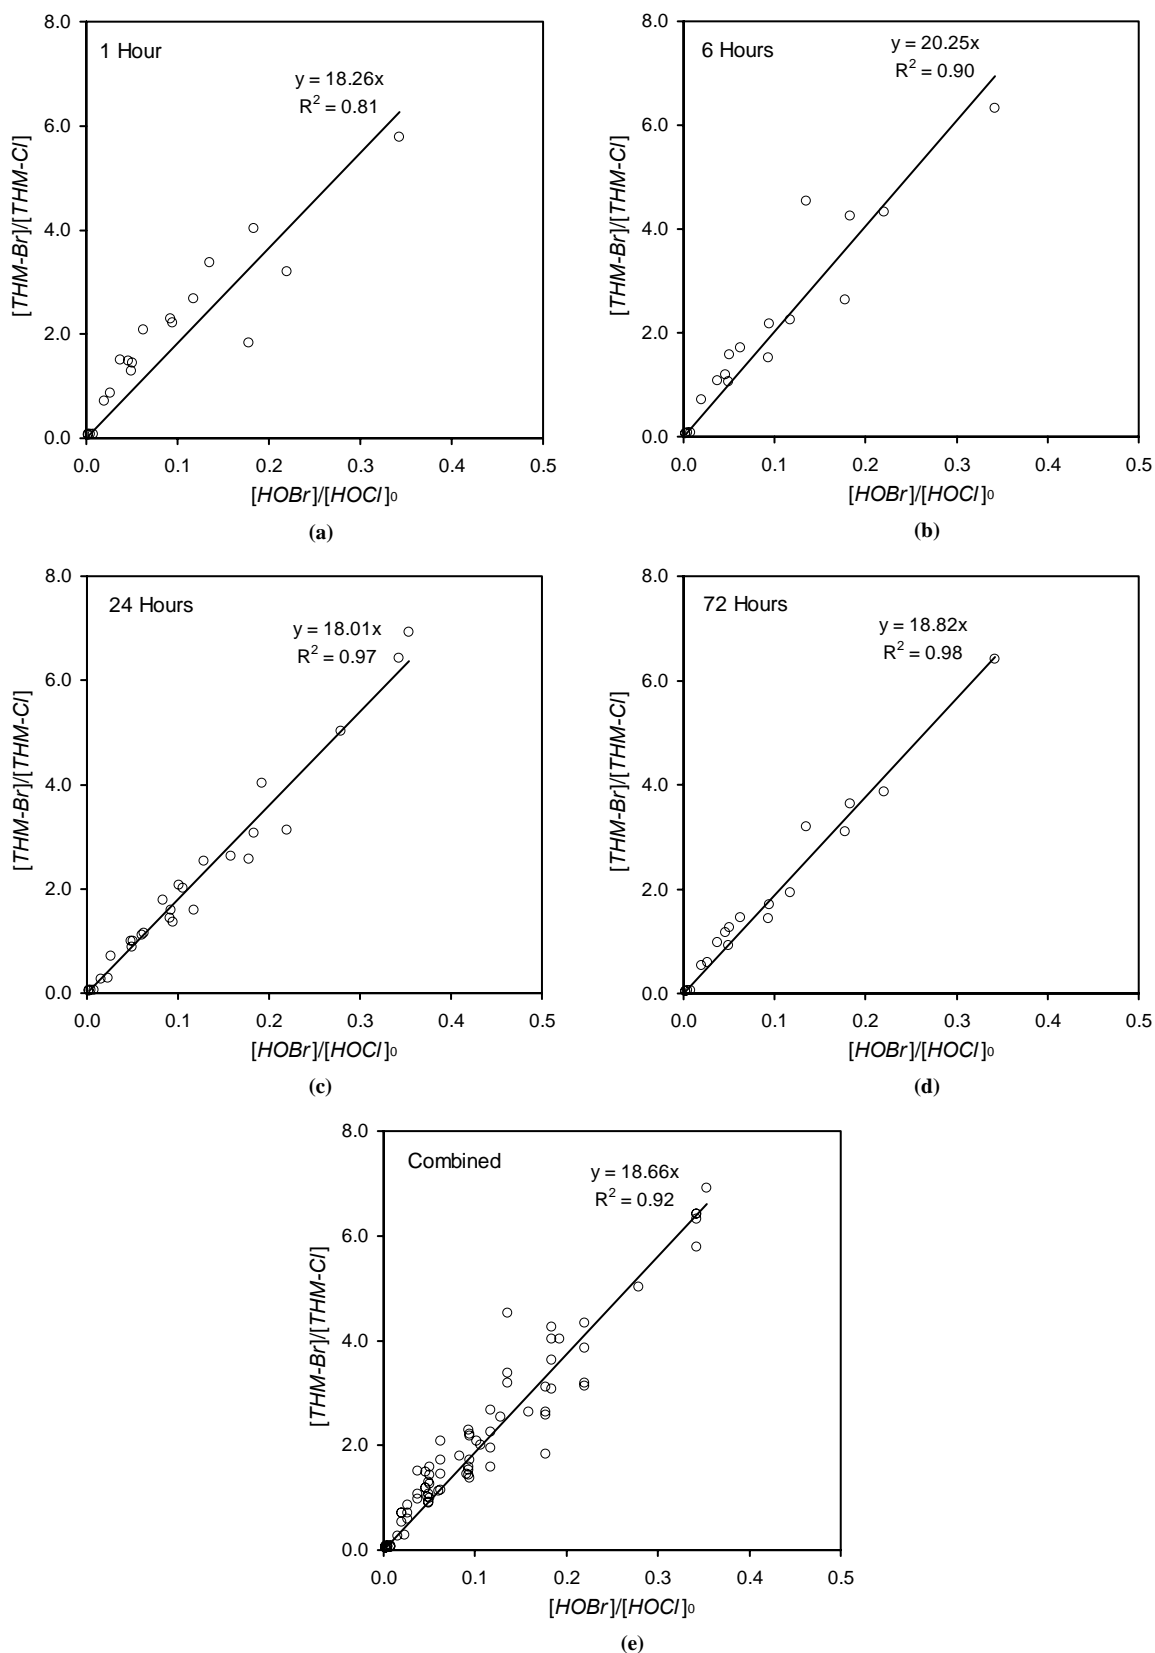 8.0
1 Hour
y = 18.26x
R² = 0.81
6.0
4.0
2.0
0.0
[THM-Br]/[THM-Cl]
0.0 0.1 0.2 0.3 0.4 0.5
[HOBr]/[HOCl]₀
(a)
8.0
6 Hours
y = 20.25x
R² = 0.90
6.0
4.0
2.0
0.0
[THM-Br]/[THM-Cl]
0.0 0.1 0.2 0.3 0.4 0.5
[HOBr]/[HOCl]₀
(b)
8.0
24 Hours
y = 18.01x
R² = 0.97
6.0
4.0
2.0
0.0
[THM-Br]/[THM-Cl]
0.0 0.1 0.2 0.3 0.4 0.5
[HOBr]/[HOCl]₀
(c)
8.0
72 Hours
y = 18.82x
R² = 0.98
6.0
4.0
2.0
0.0
[THM-Br]/[THM-Cl]
0.0 0.1 0.2 0.3 0.4 0.5
[HOBr]/[HOCl]₀
(d)
8.0
Combined
y = 18.66x
R² = 0.92
6.0
4.0
2.0
0.0
[THM-Br]/[THM-Cl]
0.0 0.1 0.2 0.3 0.4 0.5
[HOBr]/[HOCl]₀
(e)